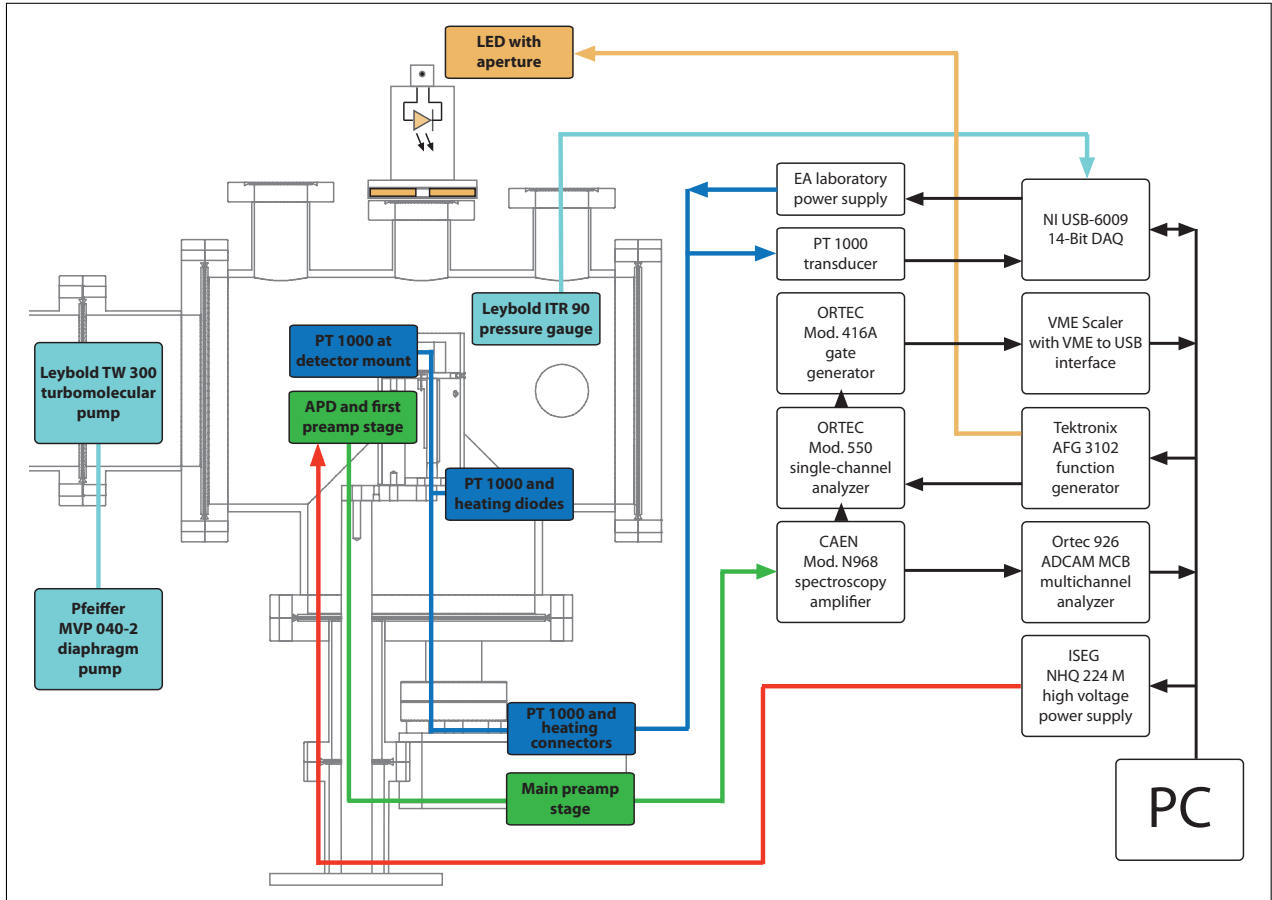 LED with
aperture
EA laboratory
power supply
NI USB-6009
14-Bit DAQ
PT 1000
transducer
Leybold ITR 90
pressure gauge
ORTEC
Mod. 416A
gate
generator
VME Scaler
with VME to USB
interface
PT 1000 at
detector mount
Leybold TW 300
turbomolecular
pump
APD and first
preamp stage
ORTEC
Mod. 550
single-channel
analyzer
Tektronix
AFG 3102
function
generator
PT 1000 and
heating diodes
CAEN
Mod. N968
spectroscopy
amplifier
Ortec 926
ADCAM MCB
multichannel
analyzer
Pfeiffer
MVP 040-2
diaphragm
pump
ISEG
NHQ 224 M
high voltage
power supply
PT 1000 and
heating
connectors
Main preamp
stage
PC